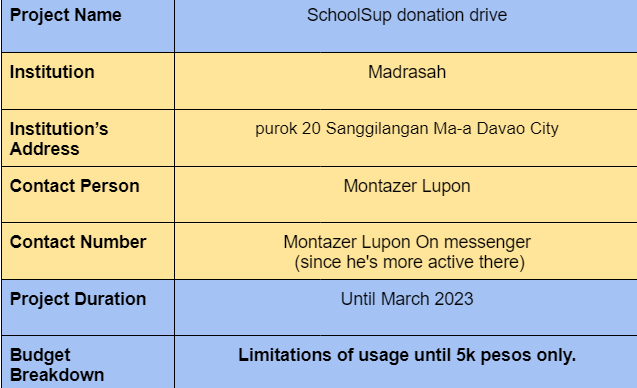 Project Name SchoolSup donation drive
Institution Madrasah
Institution's purok 20 Sanggilangan Ma-a Davao City
Address
Contact Person Montazer Lupon
Contact Number Montazer Lupon On messenger
(since he's more active there)
Project Duration Until March 2023
Budget Limitations of usage until 5k pesos only.
Breakdown